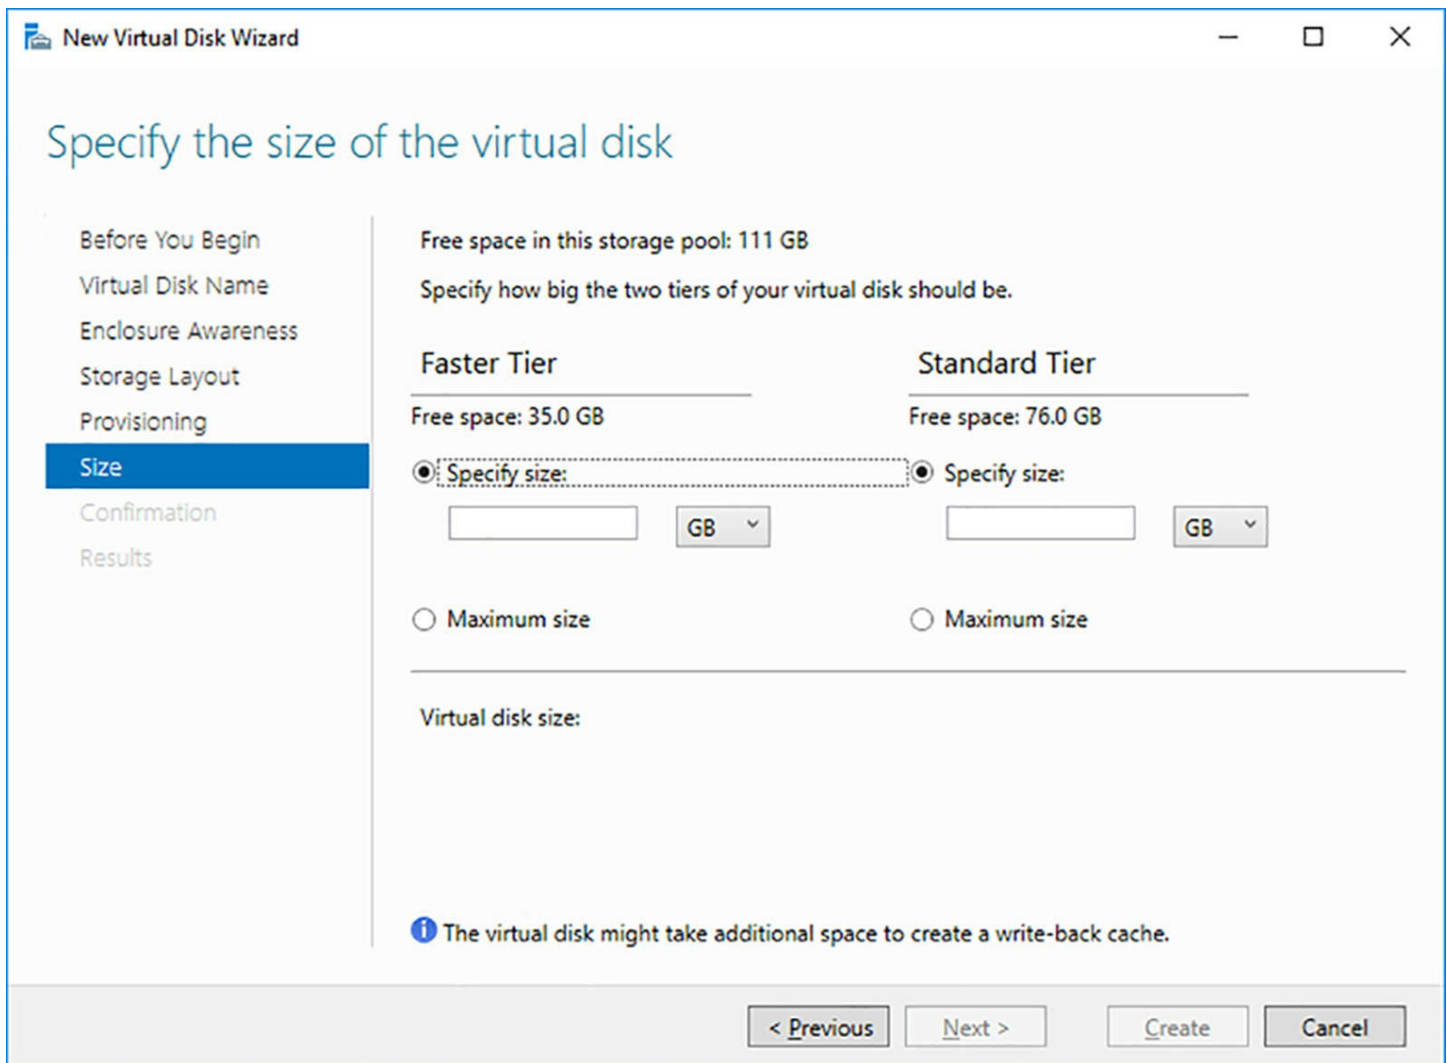 New Virtual Disk Wizard
Specify the size of the virtual disk
Before You Begin
Virtual Disk Name
Enclosure Awareness
Storage Layout
Provisioning
Size
Confirmation
Results
Free space in this storage pool: 111 GB
Specify how big the two tiers of your virtual disk should be.
Faster Tier
Free space: 35.0 GB
Specify size:
GB
Maximum size
Standard Tier
Free space: 76.0 GB
Specify size:
GB
Maximum size
Virtual disk size:
The virtual disk might take additional space to create a write-back cache.
< Previous
Next >
Create
Cancel